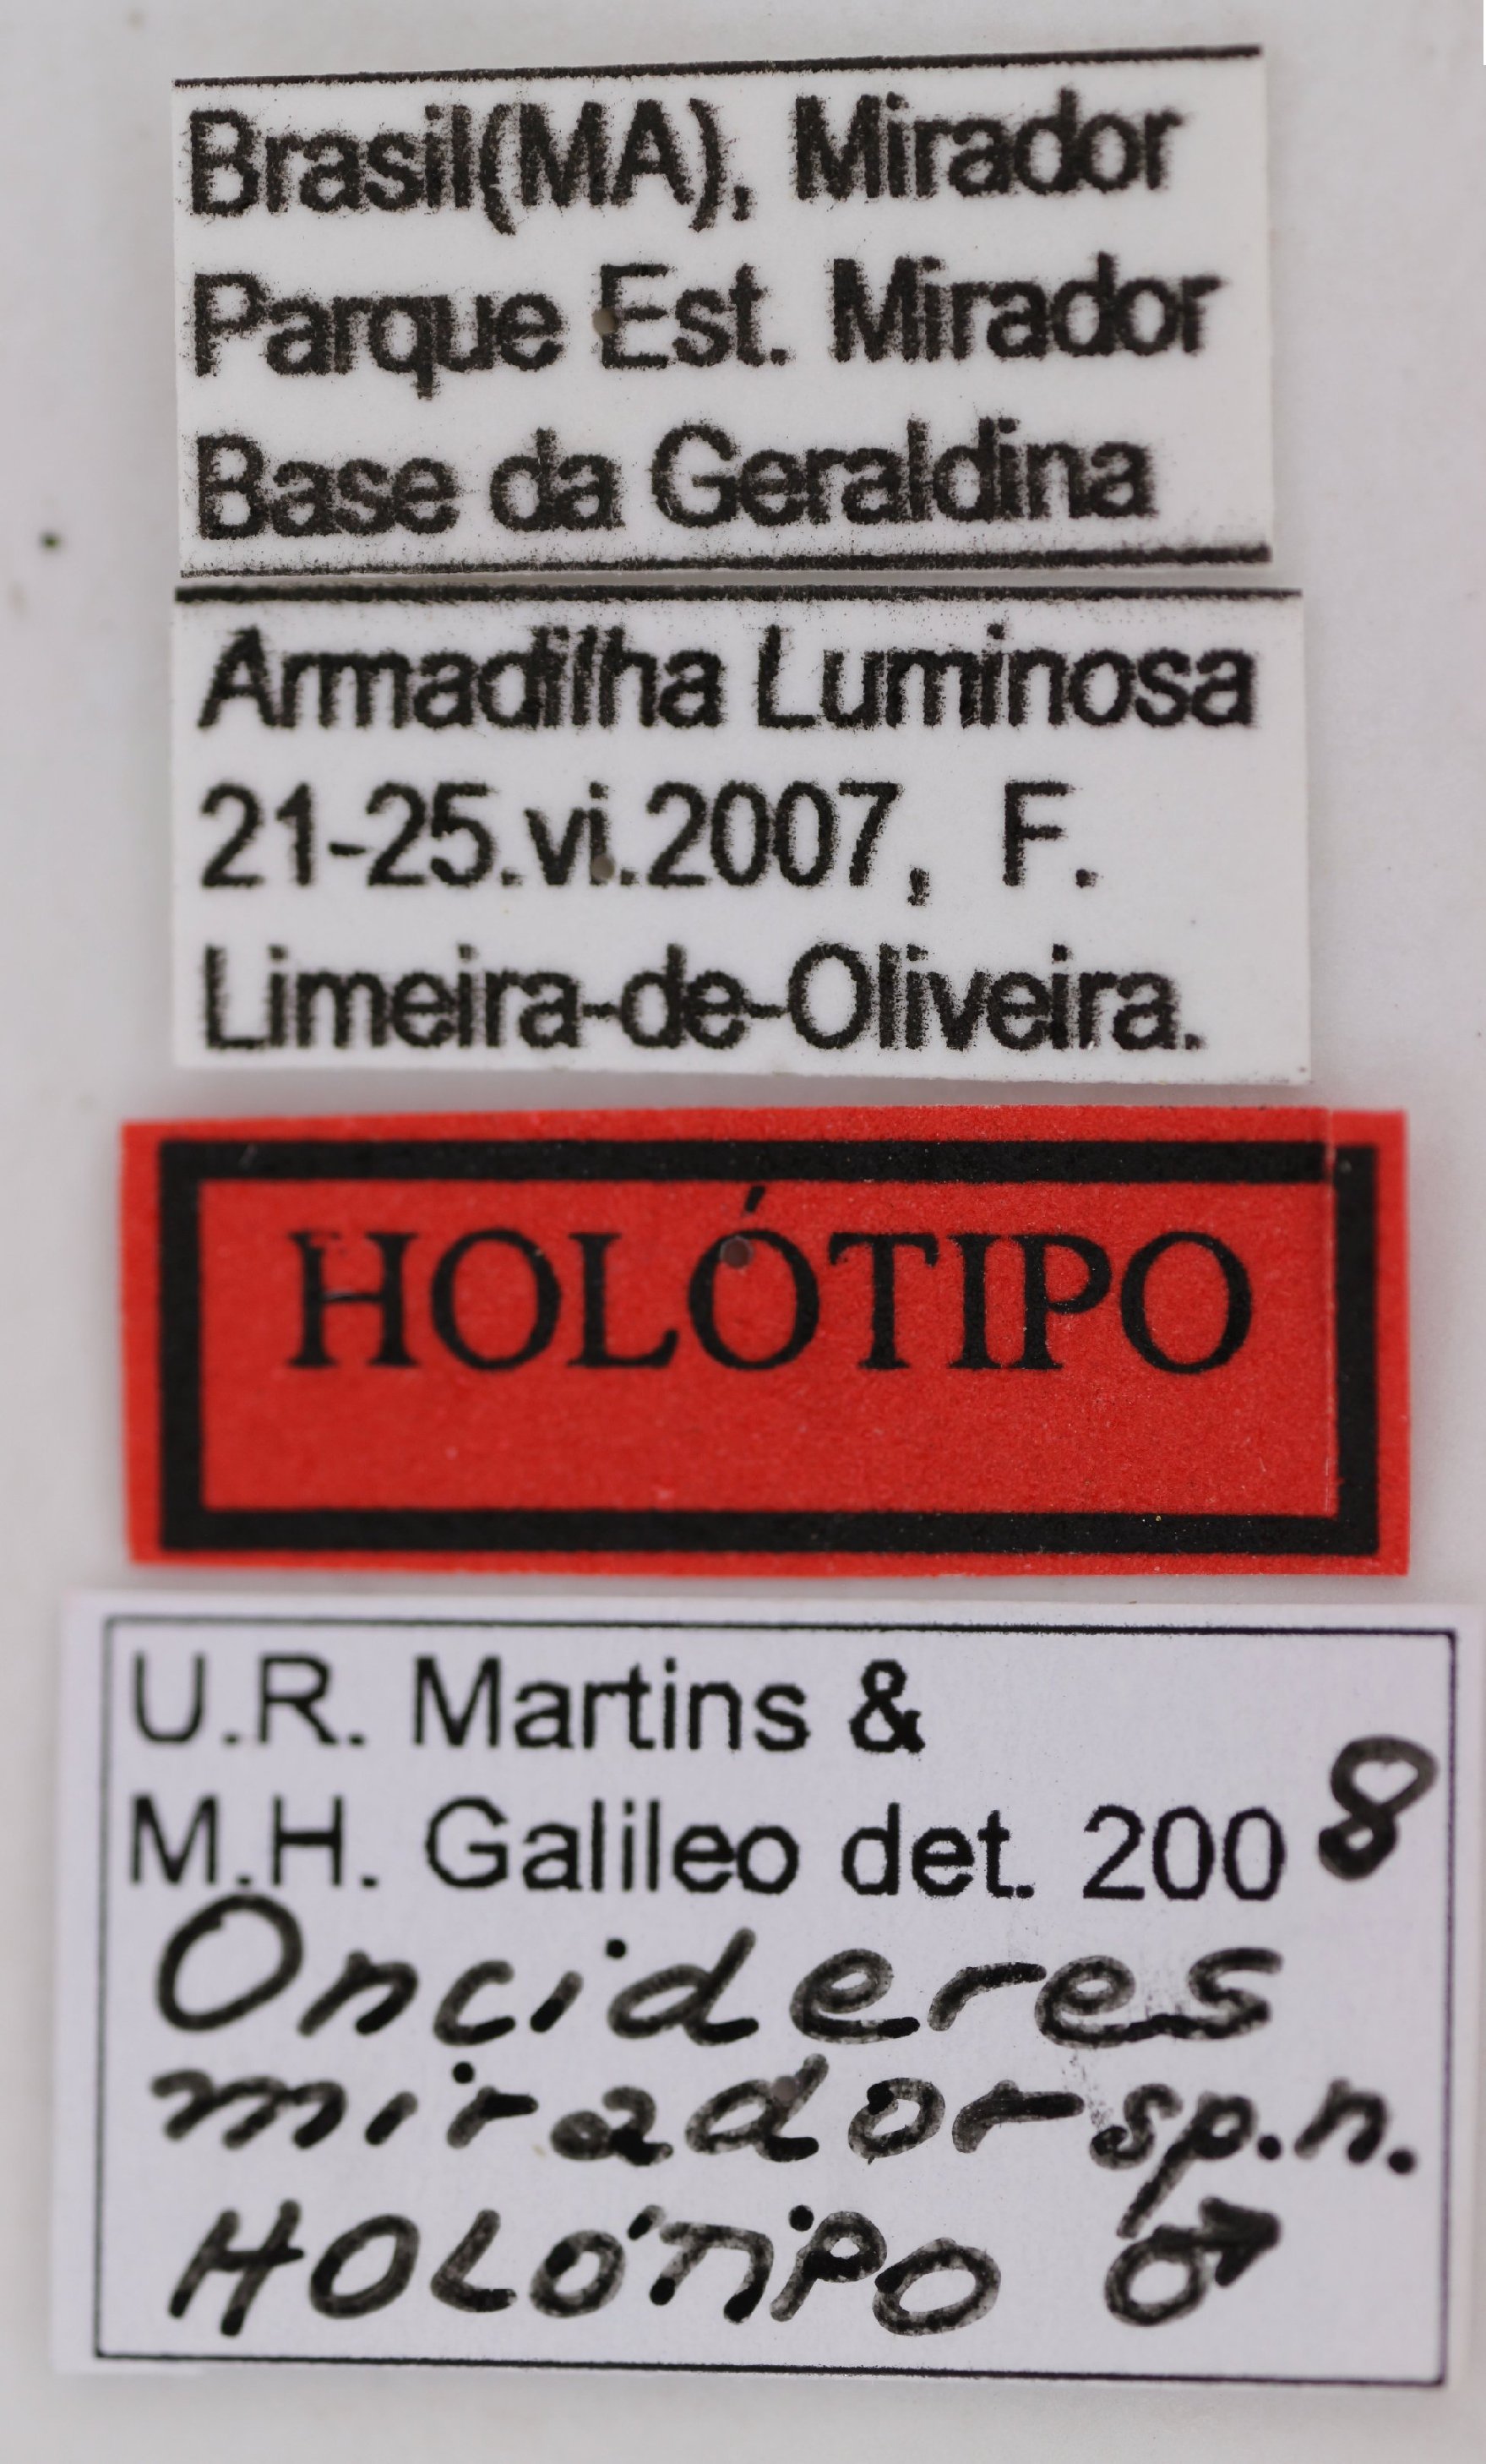 Brasil(MA), Mirador
Parque Est. Mirador
Base da Geraldina
Armadilha Luminosa
21-25.vi.2007, F.
Limeira-de-Oliveira.
HOLÓTIPO
U.R. Martins &
M.H. Galileo det. 2008
Oncideres
mirador sp.n.
HOLÓTIPO ♂